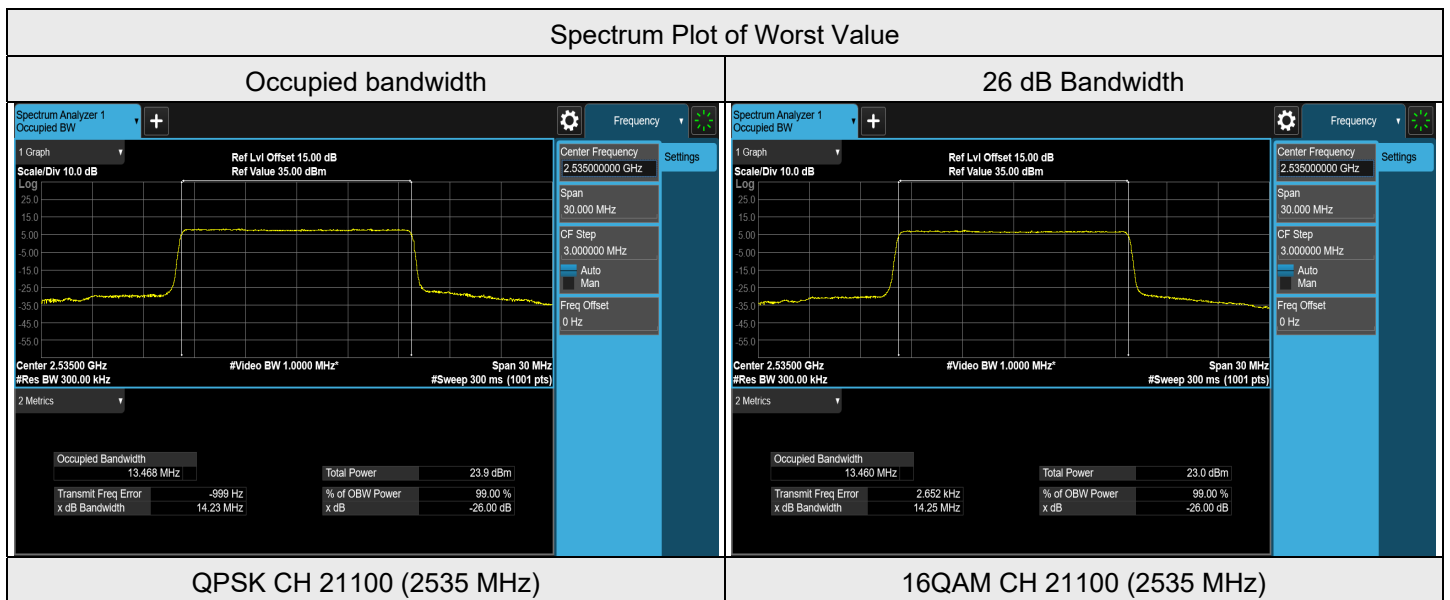 Spectrum Plot of Worst Value
Occupied bandwidth
26 dB Bandwidth
Spectrum Analyzer 1
Occupied BW
+
Frequency
1 Graph
Scale/Div 10.0 dB
Ref Lvl Offset 15.00 dB
Ref Value 35.00 dBm
Log
25.0
15.0
5.00
-5.00
-15.0
-25.0
-35.0
-45.0
-55.0
Center 2.53500 GHz
#Res BW 300.00 kHz
#Video BW 1.0000 MHz*
Span 30 MHz
#Sweep 300 ms (1001 pts)
Center Frequency
2.535000000 GHz
Settings
Span
30.000 MHz
CF Step
3.000000 MHz
Auto
Man
Freq Offset
0 Hz
2 Metrics
Occupied Bandwidth
13.468 MHz
Total Power 23.9 dBm
Transmit Freq Error -999 Hz
% of OBW Power 99.00 %
x dB Bandwidth 14.23 MHz
x dB -26.00 dB
Spectrum Analyzer 1
Occupied BW
+
Frequency
1 Graph
Scale/Div 10.0 dB
Ref Lvl Offset 15.00 dB
Ref Value 35.00 dBm
Log
25.0
15.0
5.00
-5.00
-15.0
-25.0
-35.0
-45.0
-55.0
Center 2.53500 GHz
#Res BW 300.00 kHz
#Video BW 1.0000 MHz*
Span 30 MHz
#Sweep 300 ms (1001 pts)
Center Frequency
2.535000000 GHz
Settings
Span
30.000 MHz
CF Step
3.000000 MHz
Auto
Man
Freq Offset
0 Hz
2 Metrics
Occupied Bandwidth
13.460 MHz
Total Power 23.0 dBm
Transmit Freq Error 2.652 kHz
% of OBW Power 99.00 %
x dB Bandwidth 14.25 MHz
x dB -26.00 dB
QPSK CH 21100 (2535 MHz)
16QAM CH 21100 (2535 MHz)